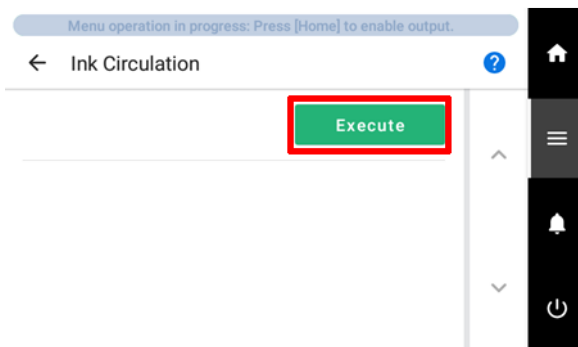 Menu operation in progress: Press [Home] to enable output.
Ink Circulation
?
Execute